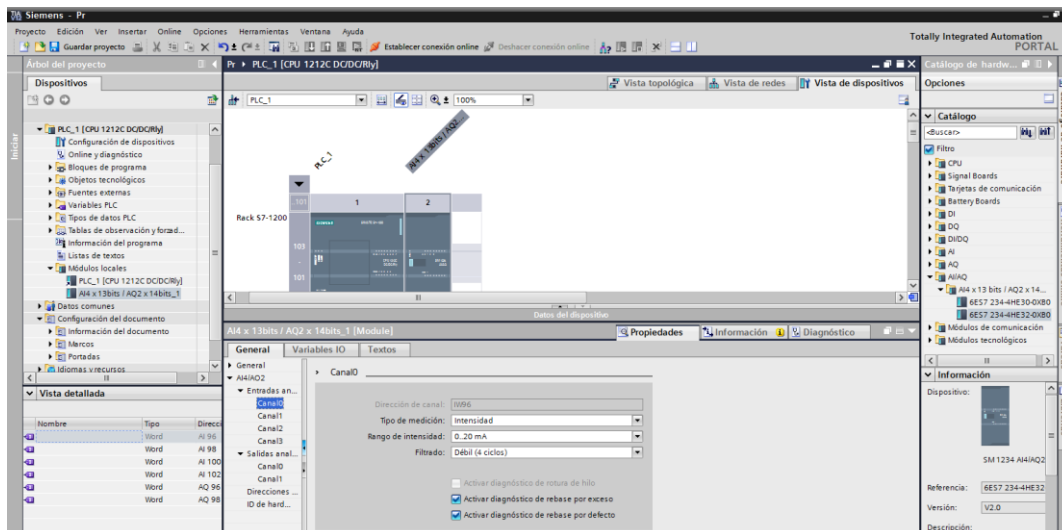 Siemens - Pr
Proyecto Edición Ver Insertar Online Opciones Herramientas Ventana Ayuda
Totally Integrated Automation
PORTAL
Guardar proyecto
Establecer conexión online
Deshacer conexión online
Árbol del proyecto
Dispositivos
Iniciar
PLC_1 [CPU 1212C DC/DC/Rly]
Configuración de dispositivos
Online y diagnóstico
Bloques de programa
Objetos tecnológicos
Fuentes externas
Variables PLC
Tipos de datos PLC
Tablas de observación y forzad...
Información del programa
Listas de textos
Módulos locales
PLC_1 [CPU 1212C DC/DC/Rly]
AI4 x 13bits / AQ2 x 14bits_1
Datos comunes
Configuración del documento
Información del documento
Marcos
Portadas
Idiomas y recursos
Vista detallada
Nombre Tipo Direcci
Word AI 96
Word AI 98
Word AI 100
Word AI 102
Word AQ 96
Word AQ 98
Pr PLC_1 [CPU 1212C DC/DC/Rly]
Vista topológica
Vista de redes
Vista de dispositivos
PLC_1
100%
PLC_1
AI4 x 13bits / AQ2
Rack S7-1200
101
1
2
103
101
SIEMENS
Datos del dispositivo
AI4 x 13bits / AQ2 x 14bits_1 [Module]
Propiedades
Información
Diagnóstico
General
Variables IO
Textos
General
AI4/AQ2
Entradas an...
Canal0
Canal1
Canal2
Canal3
Salidas anal...
Canal0
Canal1
Direcciones ...
ID de hard...
Canal0
Dirección de canal: IW96
Tipo de medición: Intensidad
Rango de intensidad: 0..20 mA
Filtrado: Débil (4 ciclos)
Activar diagnóstico de rotura de hilo
Activar diagnóstico de rebase por exceso
Activar diagnóstico de rebase por defecto
Catálogo de hardw...
Opciones
Catálogo
<Buscar>
Filtro
CPU
Signal Boards
Tarjetas de comunicación
Battery Boards
DI
DQ
DI/DQ
AI
AQ
AI/AQ
AI4 x 13 bits / AQ2 x 14...
6ES7 234-4HE30-0XB0
6ES7 234-4HE32-0XB0
Módulos de comunicación
Módulos tecnológicos
Información
Dispositivo:
SM 1234 AI4/AQ2
Referencia: 6ES7 234-4HE32
Versión: V2.0
Descripción: